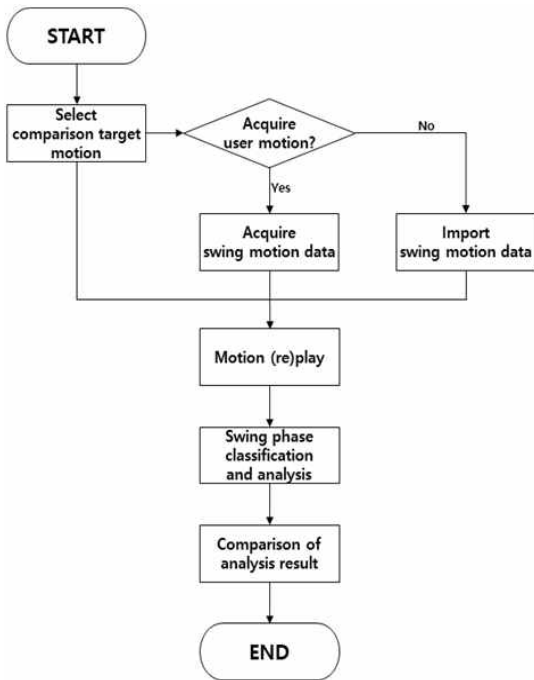 START
Select
comparison target
motion
Acquire
user motion?
No
Yes
Acquire
swing motion data
Import
swing motion data
Motion (re)play
Swing phase
classification
and analysis
Comparison of
analysis result
END